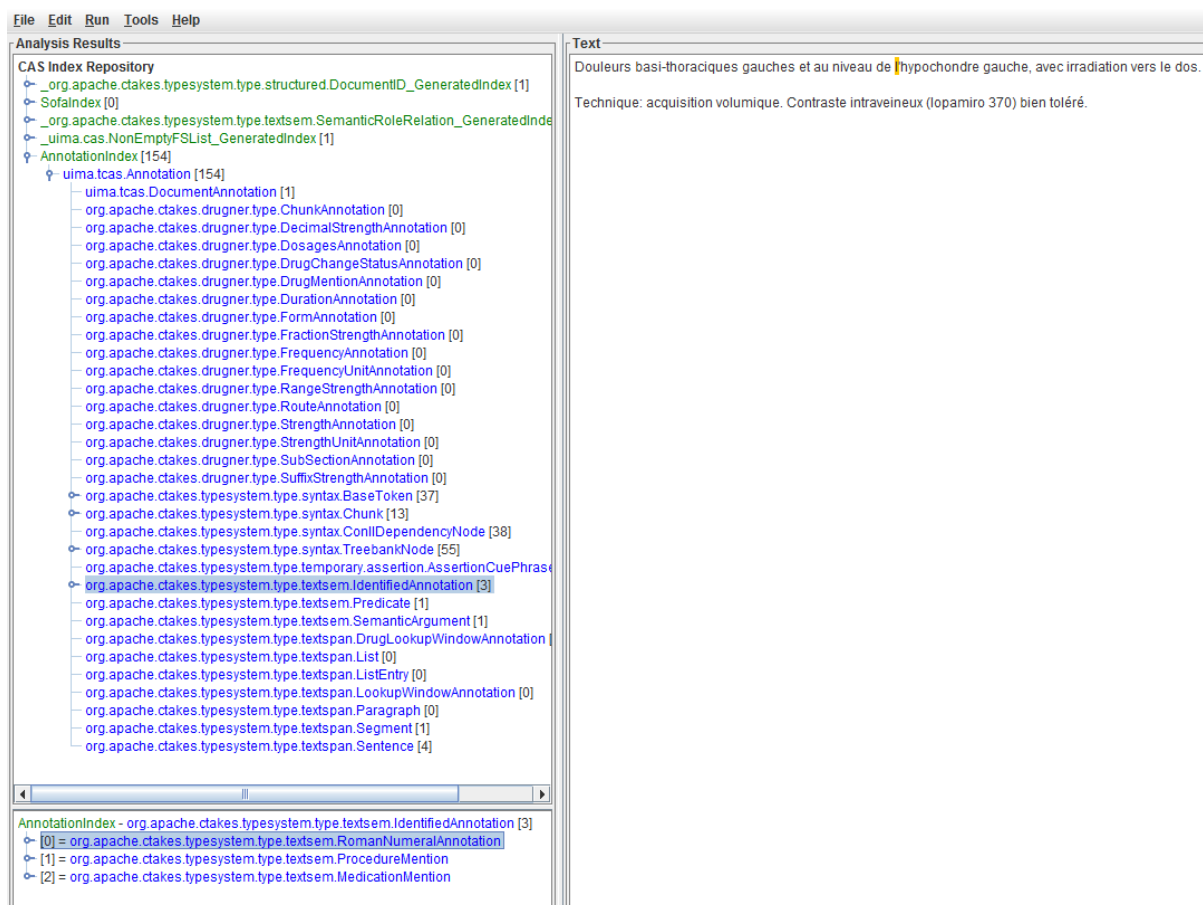 File Edit Run Tools Help
Analysis Results
CAS Index Repository
_org.apache.ctakes.typesystem.type.structured.DocumentID_GeneratedIndex [1]
SofaIndex [0]
_org.apache.ctakes.typesystem.type.textsem.SemanticRoleRelation_GeneratedInde
_uima.cas.NonEmptyFSList_GeneratedIndex [1]
AnnotationIndex [154]
uima.tcas.Annotation [154]
uima.tcas.DocumentAnnotation [1]
org.apache.ctakes.drugner.type.ChunkAnnotation [0]
org.apache.ctakes.drugner.type.DecimalStrengthAnnotation [0]
org.apache.ctakes.drugner.type.DosagesAnnotation [0]
org.apache.ctakes.drugner.type.DrugChangeStatusAnnotation [0]
org.apache.ctakes.drugner.type.DrugMentionAnnotation [0]
org.apache.ctakes.drugner.type.DurationAnnotation [0]
org.apache.ctakes.drugner.type.FormAnnotation [0]
org.apache.ctakes.drugner.type.FractionStrengthAnnotation [0]
org.apache.ctakes.drugner.type.FrequencyAnnotation [0]
org.apache.ctakes.drugner.type.FrequencyUnitAnnotation [0]
org.apache.ctakes.drugner.type.RangeStrengthAnnotation [0]
org.apache.ctakes.drugner.type.RouteAnnotation [0]
org.apache.ctakes.drugner.type.StrengthAnnotation [0]
org.apache.ctakes.drugner.type.StrengthUnitAnnotation [0]
org.apache.ctakes.drugner.type.SubSectionAnnotation [0]
org.apache.ctakes.drugner.type.SuffixStrengthAnnotation [0]
org.apache.ctakes.typesystem.type.syntax.BaseToken [37]
org.apache.ctakes.typesystem.type.syntax.Chunk [13]
org.apache.ctakes.typesystem.type.syntax.ConllDependencyNode [38]
org.apache.ctakes.typesystem.type.syntax.TreebankNode [55]
org.apache.ctakes.typesystem.type.temporary.assertion.AssertionCuePhrase
org.apache.ctakes.typesystem.type.textsem.IdentifiedAnnotation [3]
org.apache.ctakes.typesystem.type.textsem.Predicate [1]
org.apache.ctakes.typesystem.type.textsem.SemanticArgument [1]
org.apache.ctakes.typesystem.type.textspan.DrugLookupWindowAnnotation [
org.apache.ctakes.typesystem.type.textspan.List [0]
org.apache.ctakes.typesystem.type.textspan.ListEntry [0]
org.apache.ctakes.typesystem.type.textspan.LookupWindowAnnotation [0]
org.apache.ctakes.typesystem.type.textspan.Paragraph [0]
org.apache.ctakes.typesystem.type.textspan.Segment [1]
org.apache.ctakes.typesystem.type.textspan.Sentence [4]
AnnotationIndex - org.apache.ctakes.typesystem.type.textsem.IdentifiedAnnotation [3]
[0] = org.apache.ctakes.typesystem.type.textsem.RomanNumeralAnnotation
[1] = org.apache.ctakes.typesystem.type.textsem.ProcedureMention
[2] = org.apache.ctakes.typesystem.type.textsem.MedicationMention
Text
Douleurs basi-thoraciques gauches et au niveau de l'hypochondre gauche, avec irradiation vers le dos.
Technique: acquisition volumique. Contraste intraveineux (Iopamiro 370) bien toléré.